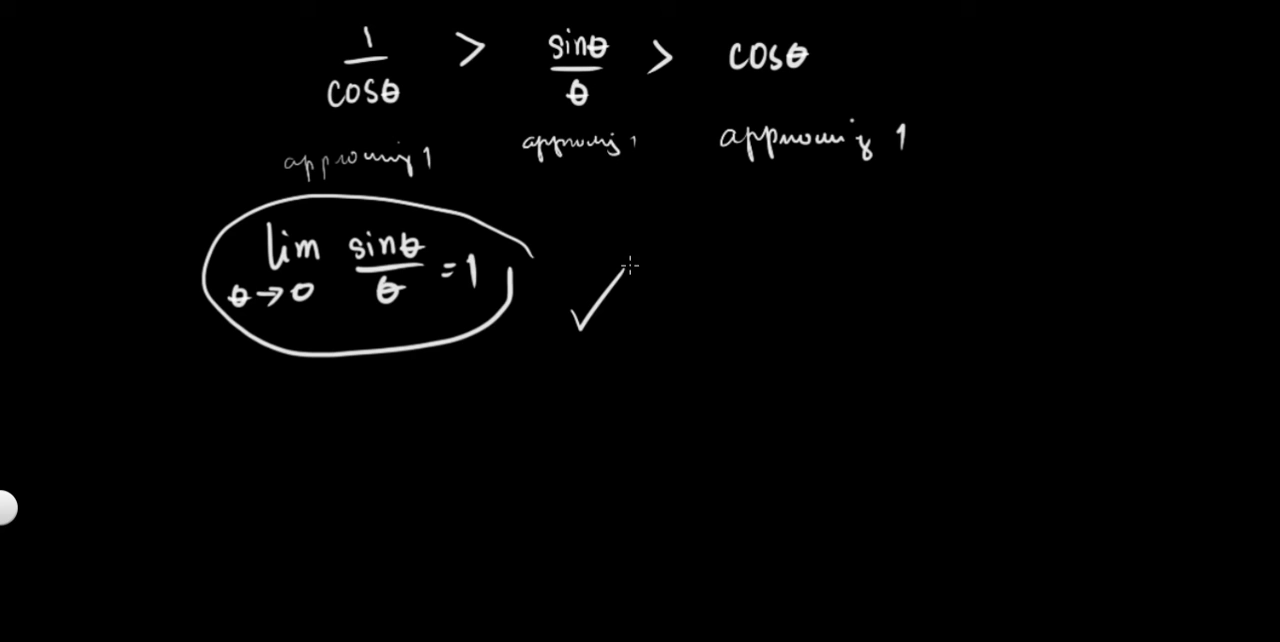 1/cosθ > sinθ/θ > cosθ
approaching 1 approaching 1 approaching 1
lim θ→0 sinθ/θ = 1